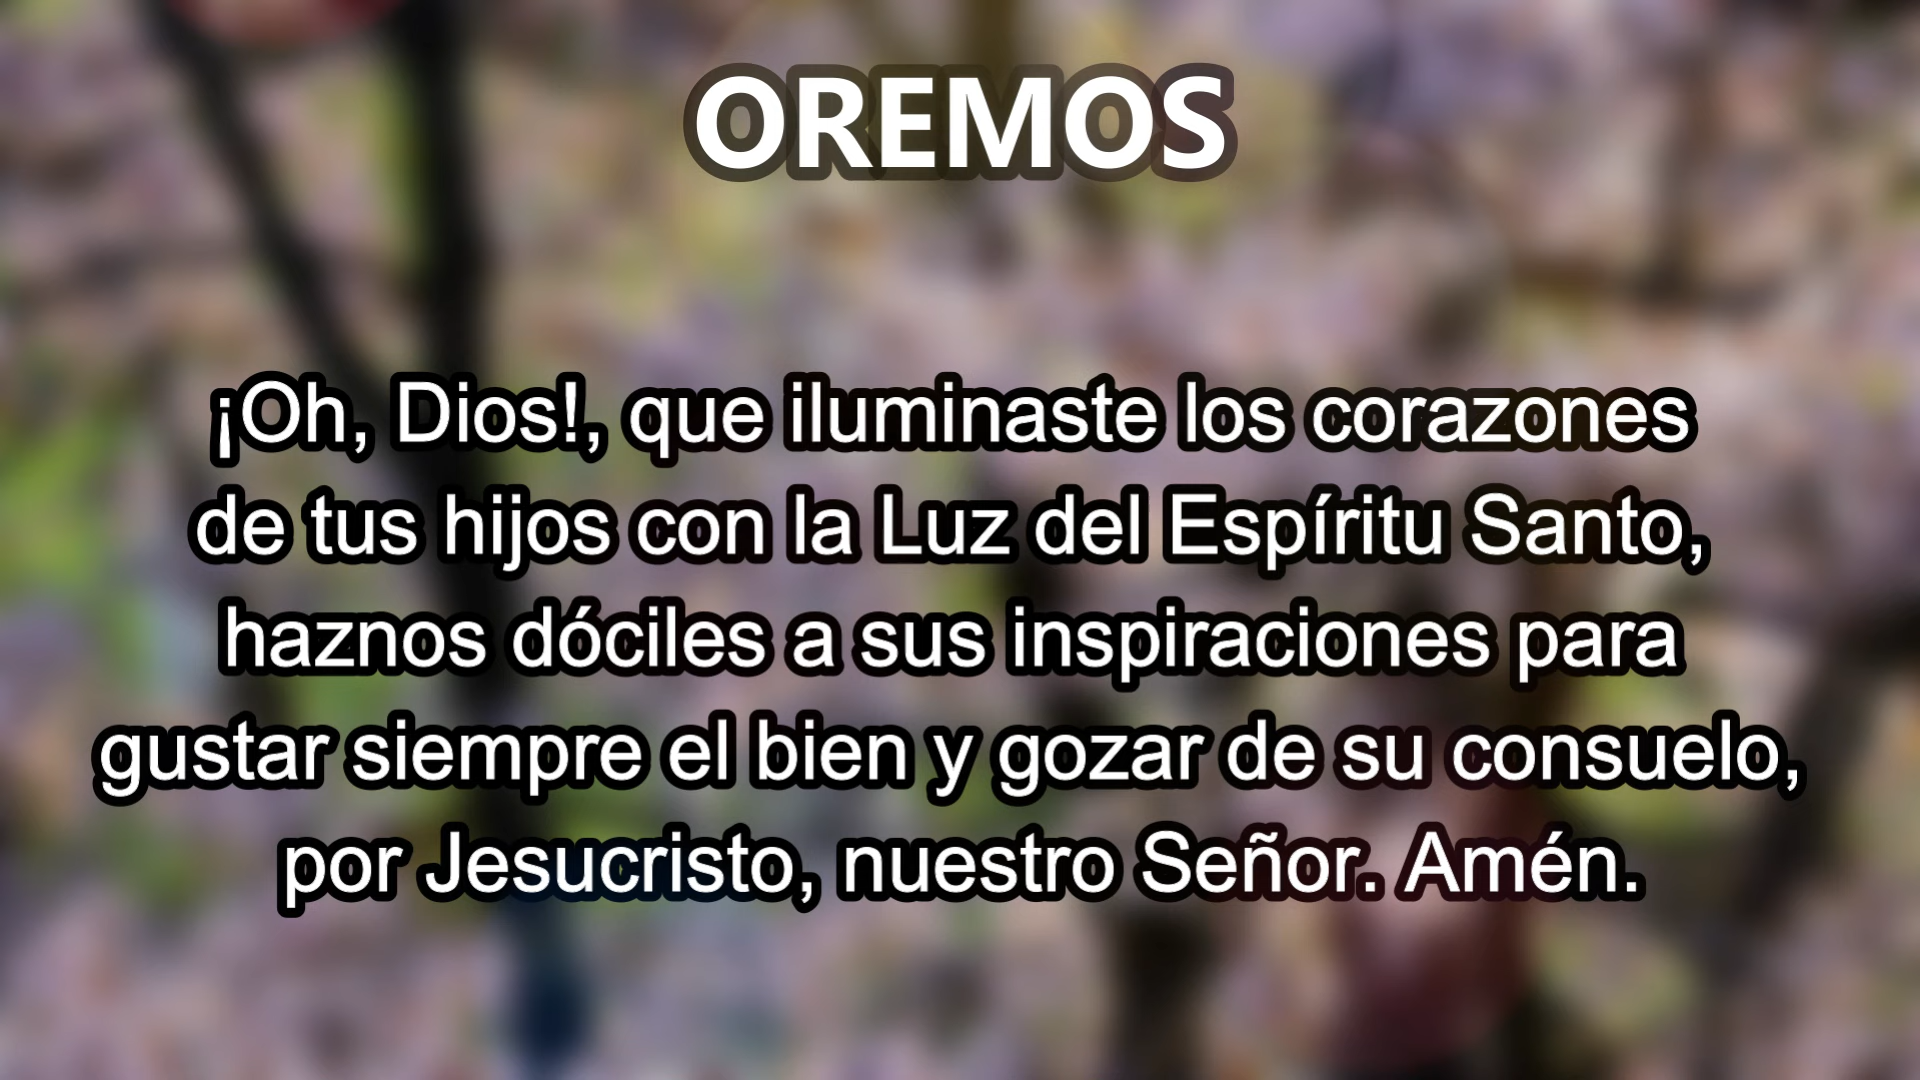 OREMOS
¡Oh, Dios!, que iluminaste los corazones
de tus hijos con la Luz del Espíritu Santo,
haznos dóciles a sus inspiraciones para
gustar siempre el bien y gozar de su consuelo,
por Jesucristo, nuestro Señor. Amén.